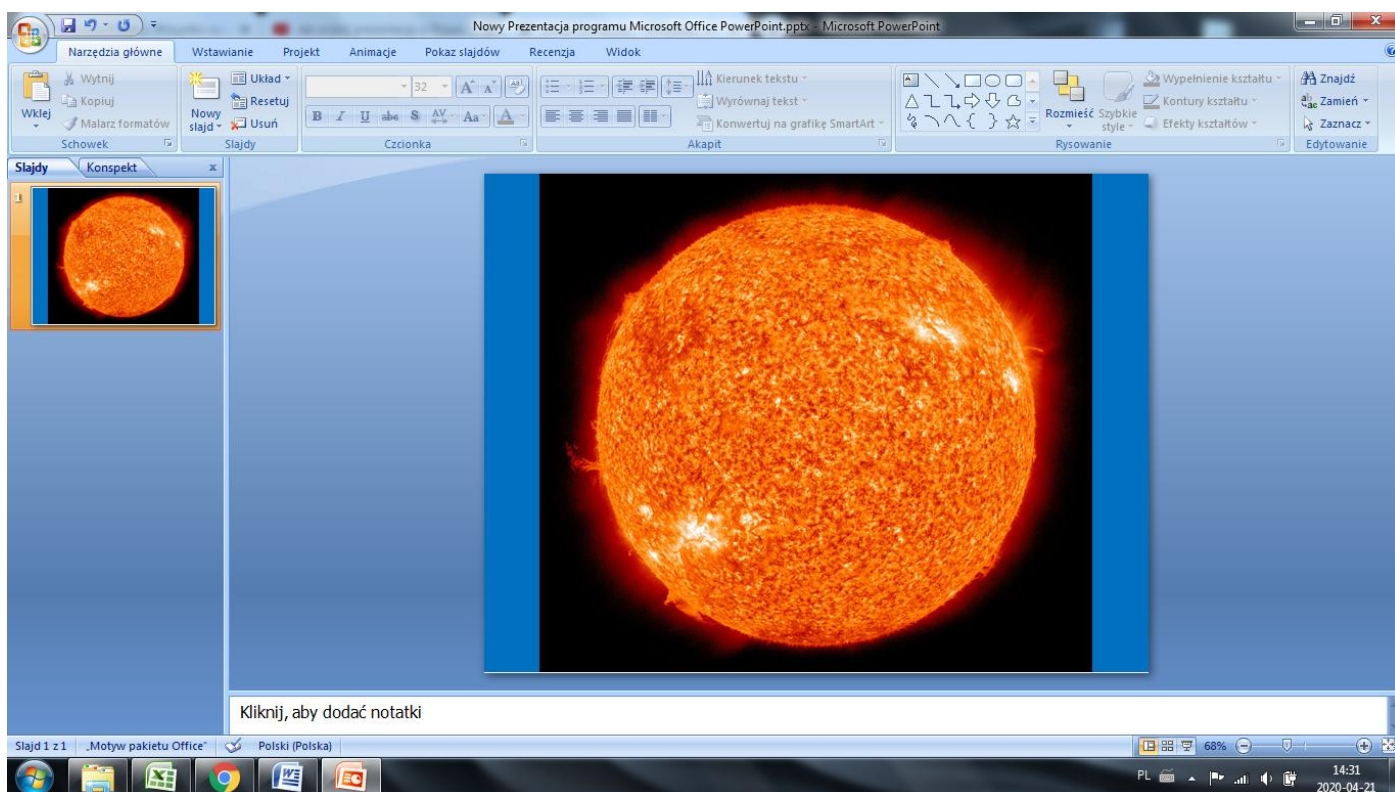 Nowy Prezentacja programu Microsoft Office PowerPoint.pptx - Microsoft PowerPoint
Narzędzia główne Wstawianie Projekt Animacje Pokaz slajdów Recenzja Widok
Wklej
Wytnij
Kopiuj
Malarz formatów
Schowek
Nowy
slajd
Układ
Resetuj
Usuń
Slajdy
32
B I U abe S AV Aa A
Czcionka
Kierunek tekstu
Wyrównaj tekst
Konwertuj na grafikę SmartArt
Akapit
Rozmieść
Szybkie
style
Wypełnienie kształtu
Kontury kształtu
Efekty kształtów
Rysowanie
Znajdź
Zamień
Zaznacz
Edytowanie
Slajdy Konspekt x
1
Kliknij, aby dodać notatki
Slajd 1 z 1 „Motyw pakietu Office” Polski (Polska) 68%
PL 14:31
2020-04-21